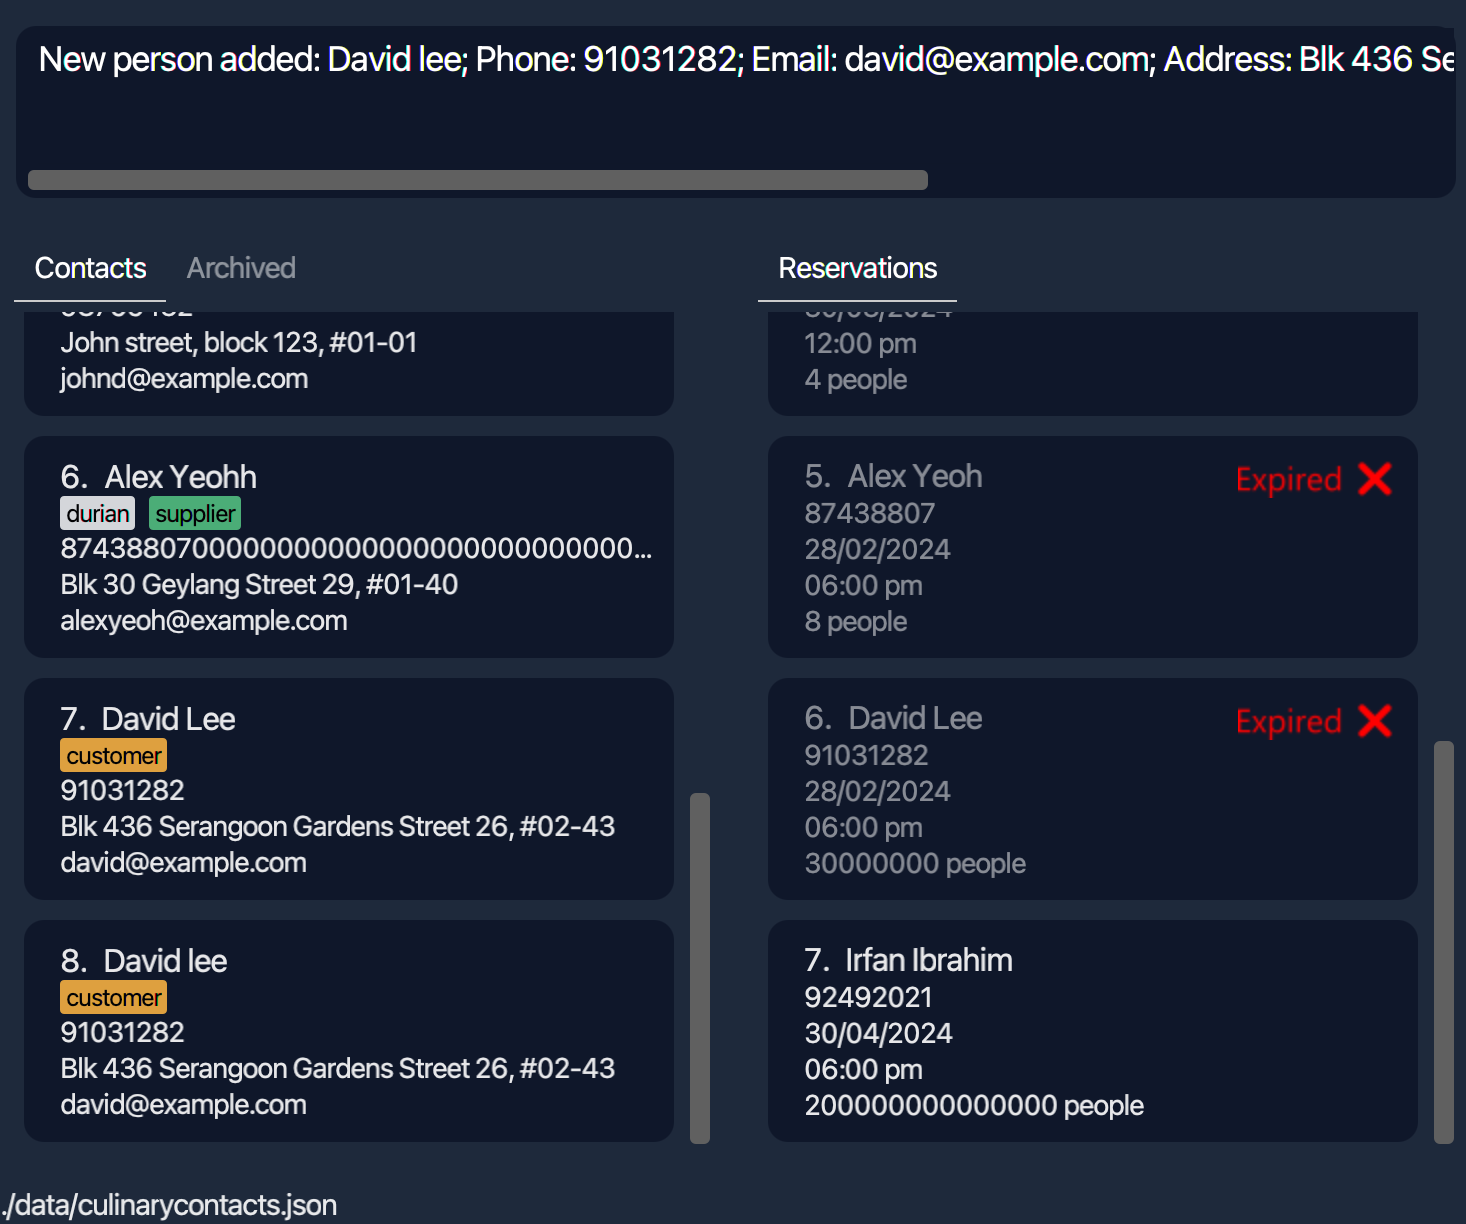 New person added: David lee; Phone: 91031282; Email: david@example.com; Address: Blk 436 Se
Contacts
Archived
John street, block 123, #01-01
johnd@example.com
6. Alex Yeohh
durian supplier
87438807000000000000000000000000000...
Blk 30 Geylang Street 29, #01-40
alexyeoh@example.com
7. David Lee
customer
91031282
Blk 436 Serangoon Gardens Street 26, #02-43
david@example.com
8. David lee
customer
91031282
Blk 436 Serangoon Gardens Street 26, #02-43
david@example.com
Reservations
12:00 pm
4 people
5. Alex Yeoh
Expired
87438807
28/02/2024
06:00 pm
8 people
6. David Lee
Expired
91031282
28/02/2024
06:00 pm
30000000 people
7. Irfan Ibrahim
92492021
30/04/2024
06:00 pm
200000000000000 people
./data/culinarycontacts.json